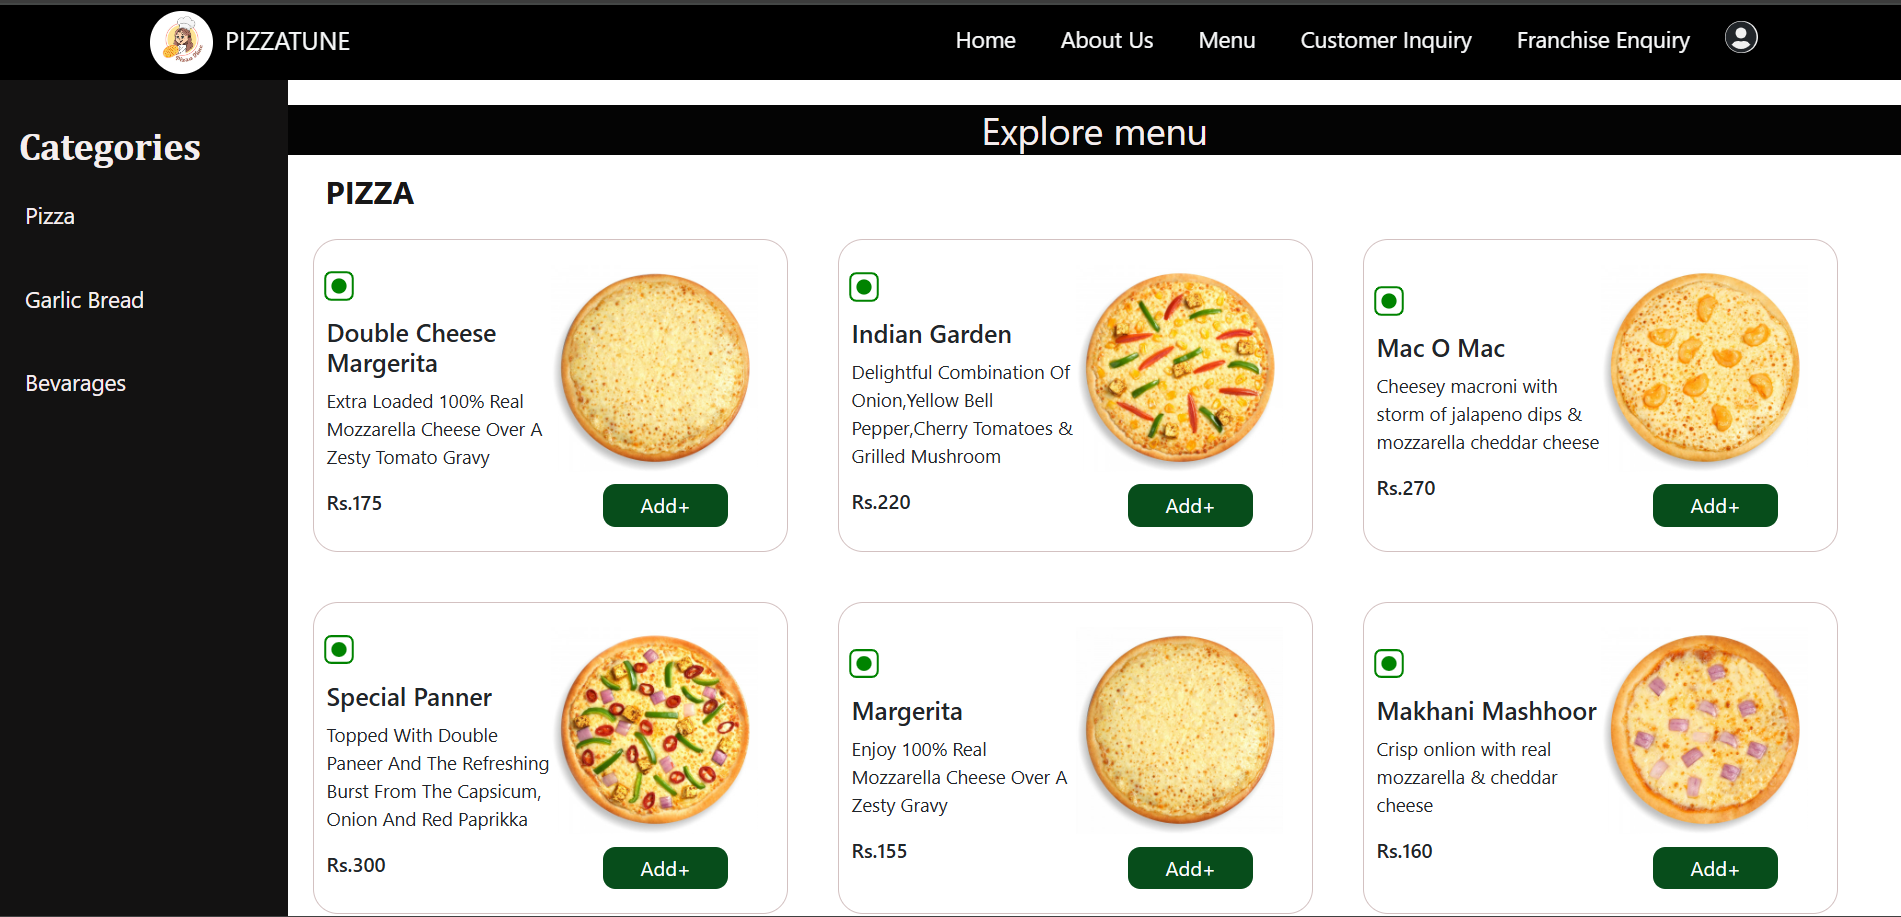 PIZZATUNE
Home
About Us
Menu
Customer Inquiry
Franchise Enquiry
Categories
Pizza
Garlic Bread
Bevarages
Explore menu
PIZZA
Double Cheese
Margerita
Extra Loaded 100% Real
Mozzarella Cheese Over A
Zesty Tomato Gravy
Rs.175
Add+
Indian Garden
Delightful Combination Of
Onion,Yellow Bell
Pepper,Cherry Tomatoes &
Grilled Mushroom
Rs.220
Add+
Mac O Mac
Cheesey macroni with
storm of jalapeno dips &
mozzarella cheddar cheese
Rs.270
Add+
Special Panner
Topped With Double
Paneer And The Refreshing
Burst From The Capsicum,
Onion And Red Paprikka
Rs.300
Add+
Margerita
Enjoy 100% Real
Mozzarella Cheese Over A
Zesty Gravy
Rs.155
Add+
Makhani Mashhoor
Crisp onlion with real
mozzarella & cheddar
cheese
Rs.160
Add+